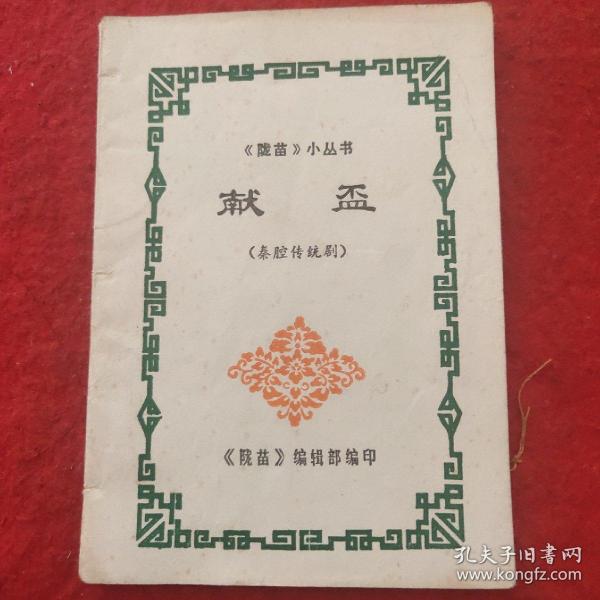 《陇苗》小丛书
献盃
（秦腔传统剧）
《陇苗》编辑部编印
孔夫子旧书网
www.kongfz.com